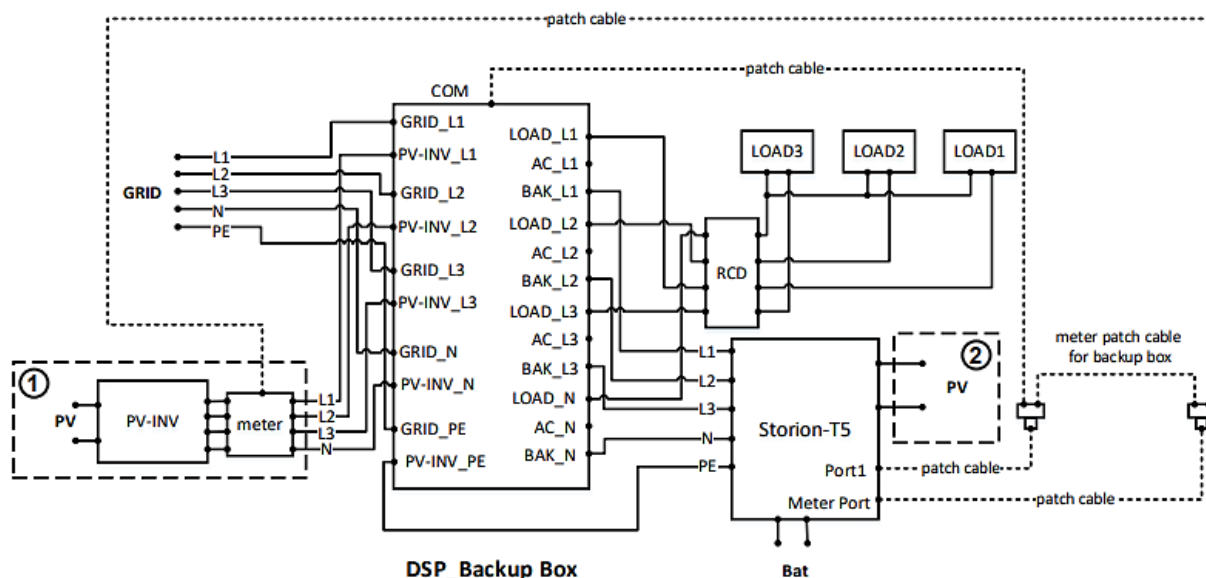 patch cable
patch cable
COM
GRID_L1
PV-INV_L1
GRID_L2
PV-INV_L2
GRID_L3
PV-INV_L3
GRID_N
PV-INV_N
GRID_PE
PV-INV_PE
LOAD_L1
AC_L1
BAK_L1
LOAD_L2
AC_L2
BAK_L2
LOAD_L3
AC_L3
BAK_L3
LOAD_N
AC_N
BAK_N
GRID
L1
L2
L3
N
PE
LOAD3
LOAD2
LOAD1
RCD
1
PV
PV-INV
meter
L1
L2
L3
N
L1
L2
L3
N
PE
Storion-T5
Port1
Meter Port
2
PV
meter patch cable
for backup box
patch cable
patch cable
DSP Backup Box
Bat